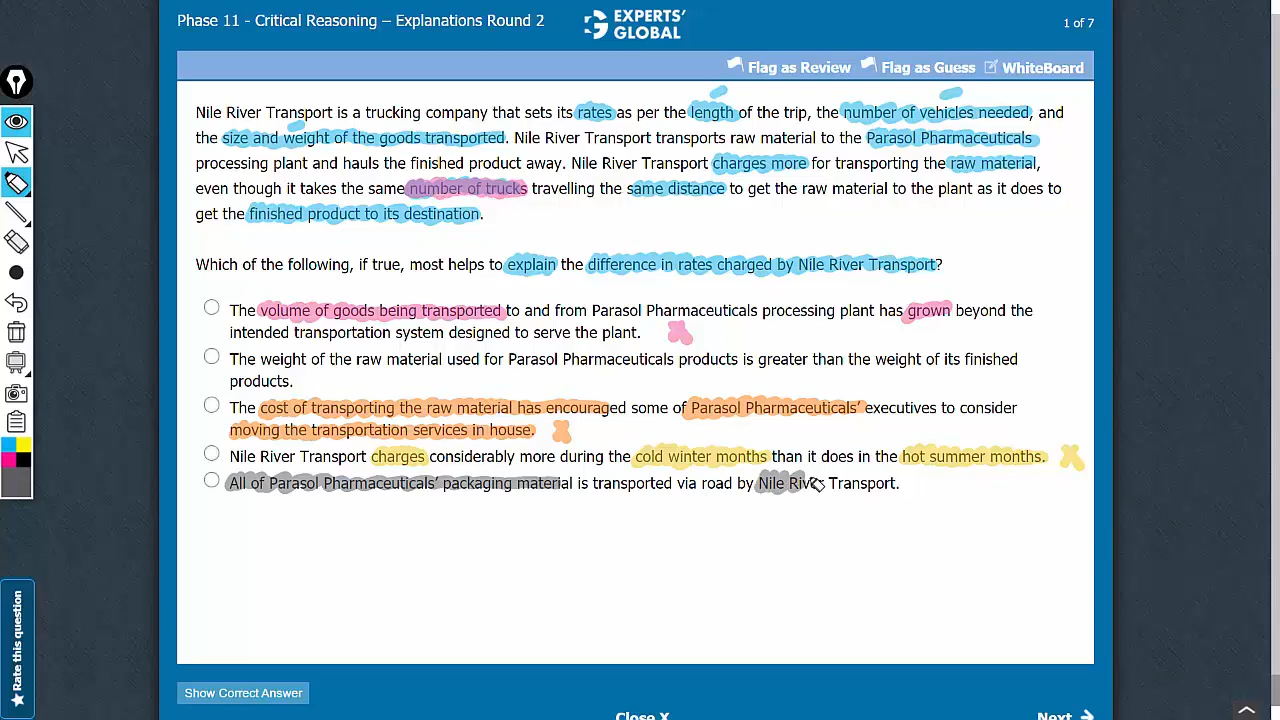 Phase 11 - Critical Reasoning – Explanations Round 2
EXPERTS'
GLOBAL
1 of 7
Flag as Review
Flag as Guess
WhiteBoard
Nile River Transport is a trucking company that sets its rates as per the length of the trip, the number of vehicles needed, and
the size and weight of the goods transported. Nile River Transport transports raw material to the Parasol Pharmaceuticals
processing plant and hauls the finished product away. Nile River Transport charges more for transporting the raw material,
even though it takes the same number of trucks travelling the same distance to get the raw material to the plant as it does to
get the finished product to its destination.
Which of the following, if true, most helps to explain the difference in rates charged by Nile River Transport?
The volume of goods being transported to and from Parasol Pharmaceuticals processing plant has grown beyond the
intended transportation system designed to serve the plant.
The weight of the raw material used for Parasol Pharmaceuticals products is greater than the weight of its finished
products.
The cost of transporting the raw material has encouraged some of Parasol Pharmaceuticals’ executives to consider
moving the transportation services in house.
Nile River Transport charges considerably more during the cold winter months than it does in the hot summer months.
All of Parasol Pharmaceuticals’ packaging material is transported via road by Nile River Transport.
Rate this question
Show Correct Answer
Close X
Next